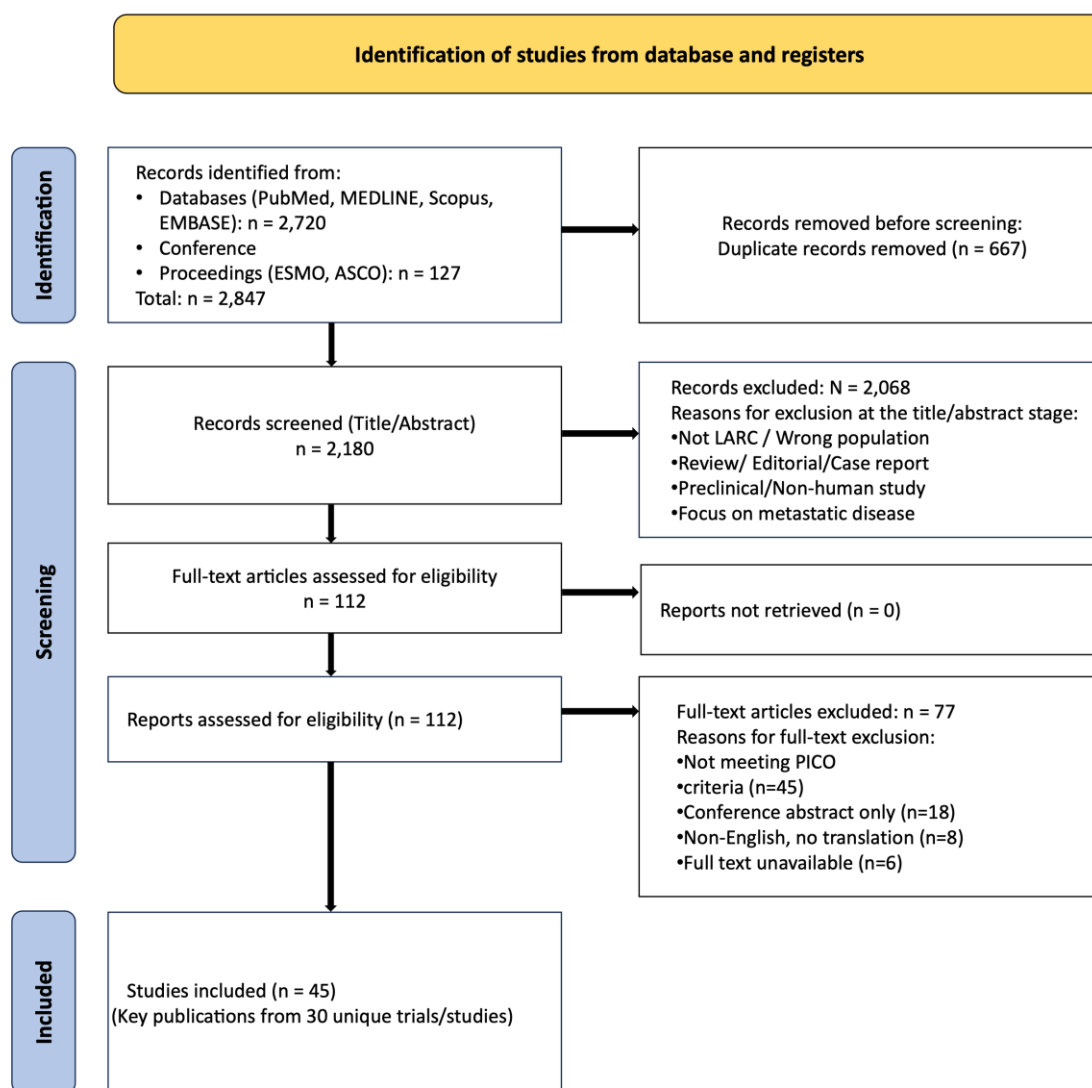 Identification of studies from database and registers
Identification
Records identified from:
• Databases (PubMed, MEDLINE, Scopus,
EMBASE): n = 2,720
• Conference
• Proceedings (ESMO, ASCO): n = 127
Total: n = 2,847
Records removed before screening:
Duplicate records removed (n = 667)
Screening
Records screened (Title/Abstract)
n = 2,180
Records excluded: N = 2,068
Reasons for exclusion at the title/abstract stage:
•Not LARC / Wrong population
•Review/ Editorial/Case report
•Preclinical/Non-human study
•Focus on metastatic disease
Full-text articles assessed for eligibility
n = 112
Reports not retrieved (n = 0)
Reports assessed for eligibility (n = 112)
Full-text articles excluded: n = 77
Reasons for full-text exclusion:
•Not meeting PICO
•criteria (n=45)
•Conference abstract only (n=18)
•Non-English, no translation (n=8)
•Full text unavailable (n=6)
Included
Studies included (n = 45)
(Key publications from 30 unique trials/studies)